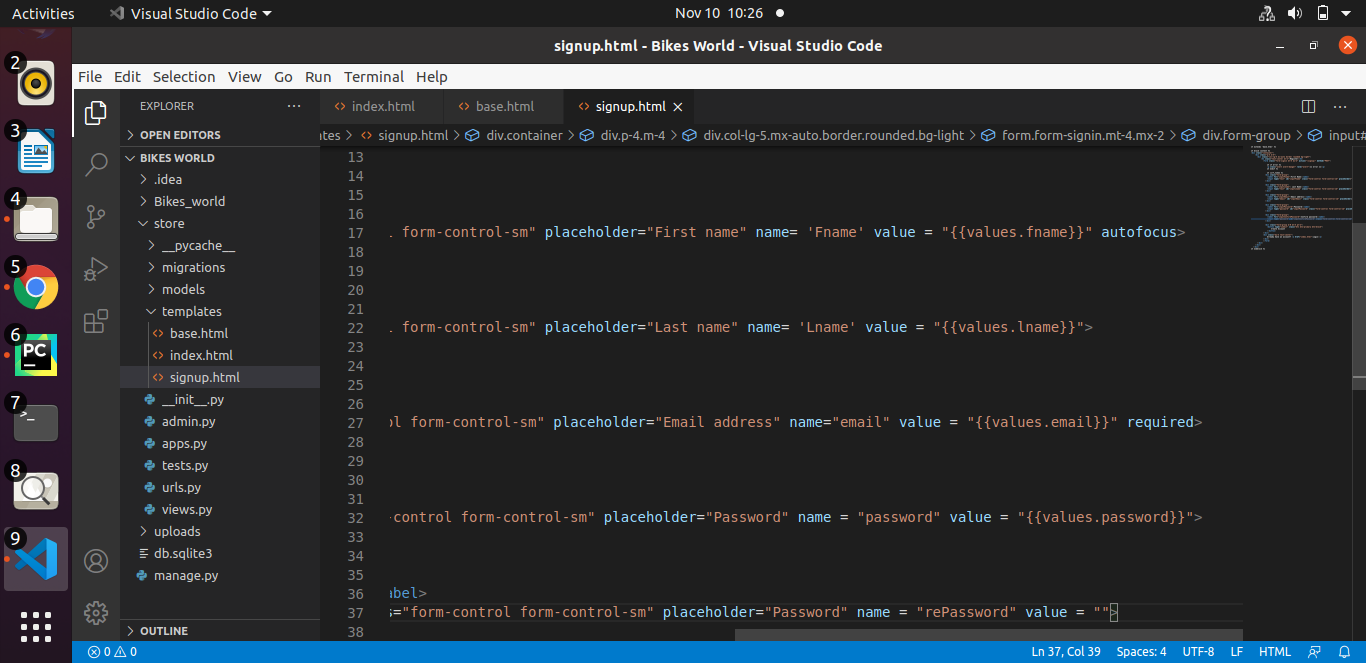 Activities Visual Studio Code Nov 10 10:26
signup.html - Bikes World - Visual Studio Code
File Edit Selection View Go Run Terminal Help
EXPLORER ··· index.html base.html signup.html ···
OPEN EDITORS
BIKES WORLD
.idea
Bikes_world
store
__pycache__
migrations
models
templates
base.html
index.html
signup.html
__init__.py
admin.py
apps.py
tests.py
urls.py
views.py
uploads
db.sqlite3
manage.py
OUTLINE
2
3
4
5
6
PC
7
>_
8
9
ates > signup.html > div.container > div.p-4.m-4 > div.col-lg-5.mx-auto.border.rounded.bg-light > form.form-signin.mt-4.mx-2 > div.form-group > input#
13
14
15
16
17 form-control-sm" placeholder="First name" name= 'Fname' value = "{{values.fname}}" autofocus>
18
19
20
21
22 form-control-sm" placeholder="Last name" name= 'Lname' value = "{{values.lname}}">
23
24
25
26
27 ol form-control-sm" placeholder="Email address" name="email" value = "{{values.email}}" required>
28
29
30
31
32 -control form-control-sm" placeholder="Password" name = "password" value = "{{values.password}}">
33
34
35
36 abel>
37 s="form-control form-control-sm" placeholder="Password" name = "rePassword" value = "">
38
0 0 Ln 37, Col 39 Spaces: 4 UTF-8 LF HTML